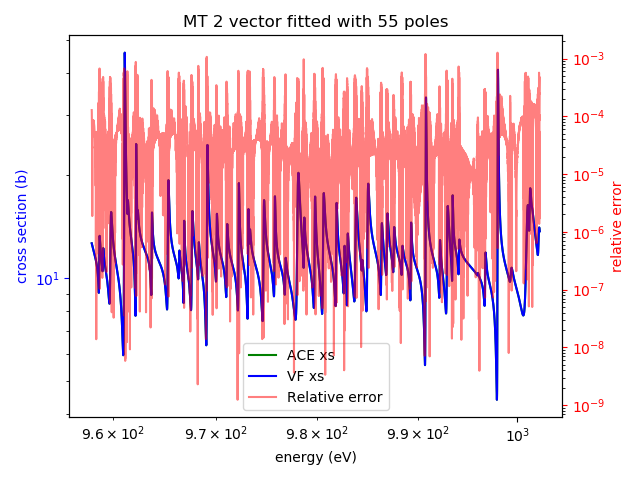 MT 2 vector fitted with 55 poles
cross section (b)
10¹
10⁻³
10⁻⁴
10⁻⁵
10⁻⁶
10⁻⁷
10⁻⁸
10⁻⁹
relative error
ACE xs
VF xs
Relative error
9.6 × 10² 9.7 × 10² 9.8 × 10² 9.9 × 10² 10³
energy (eV)